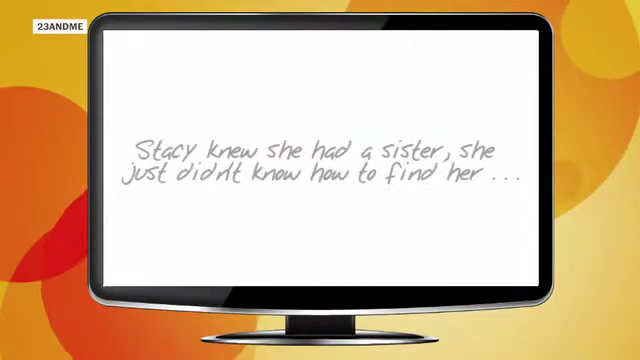 23ANDME
Stacy knew she had a sister, she
just didn't know how to find her ...